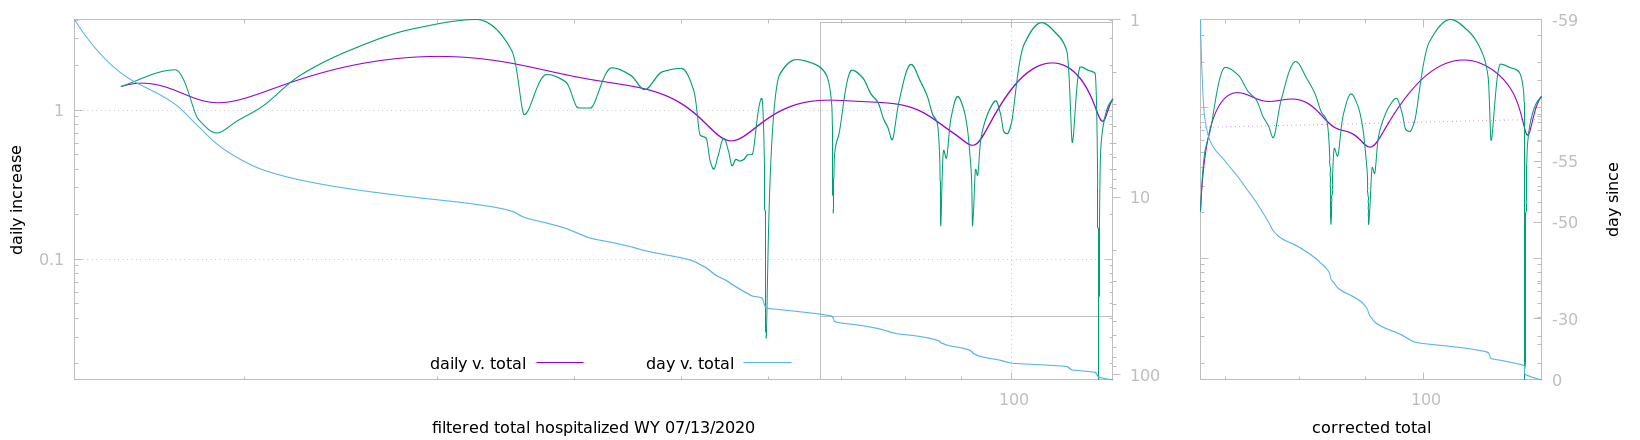 daily increase
1
0.1
daily v. total
day v. total
1
10
100
100
filtered total hospitalized WY 07/13/2020
-59
-55
-50
-30
0
day since
100
corrected total